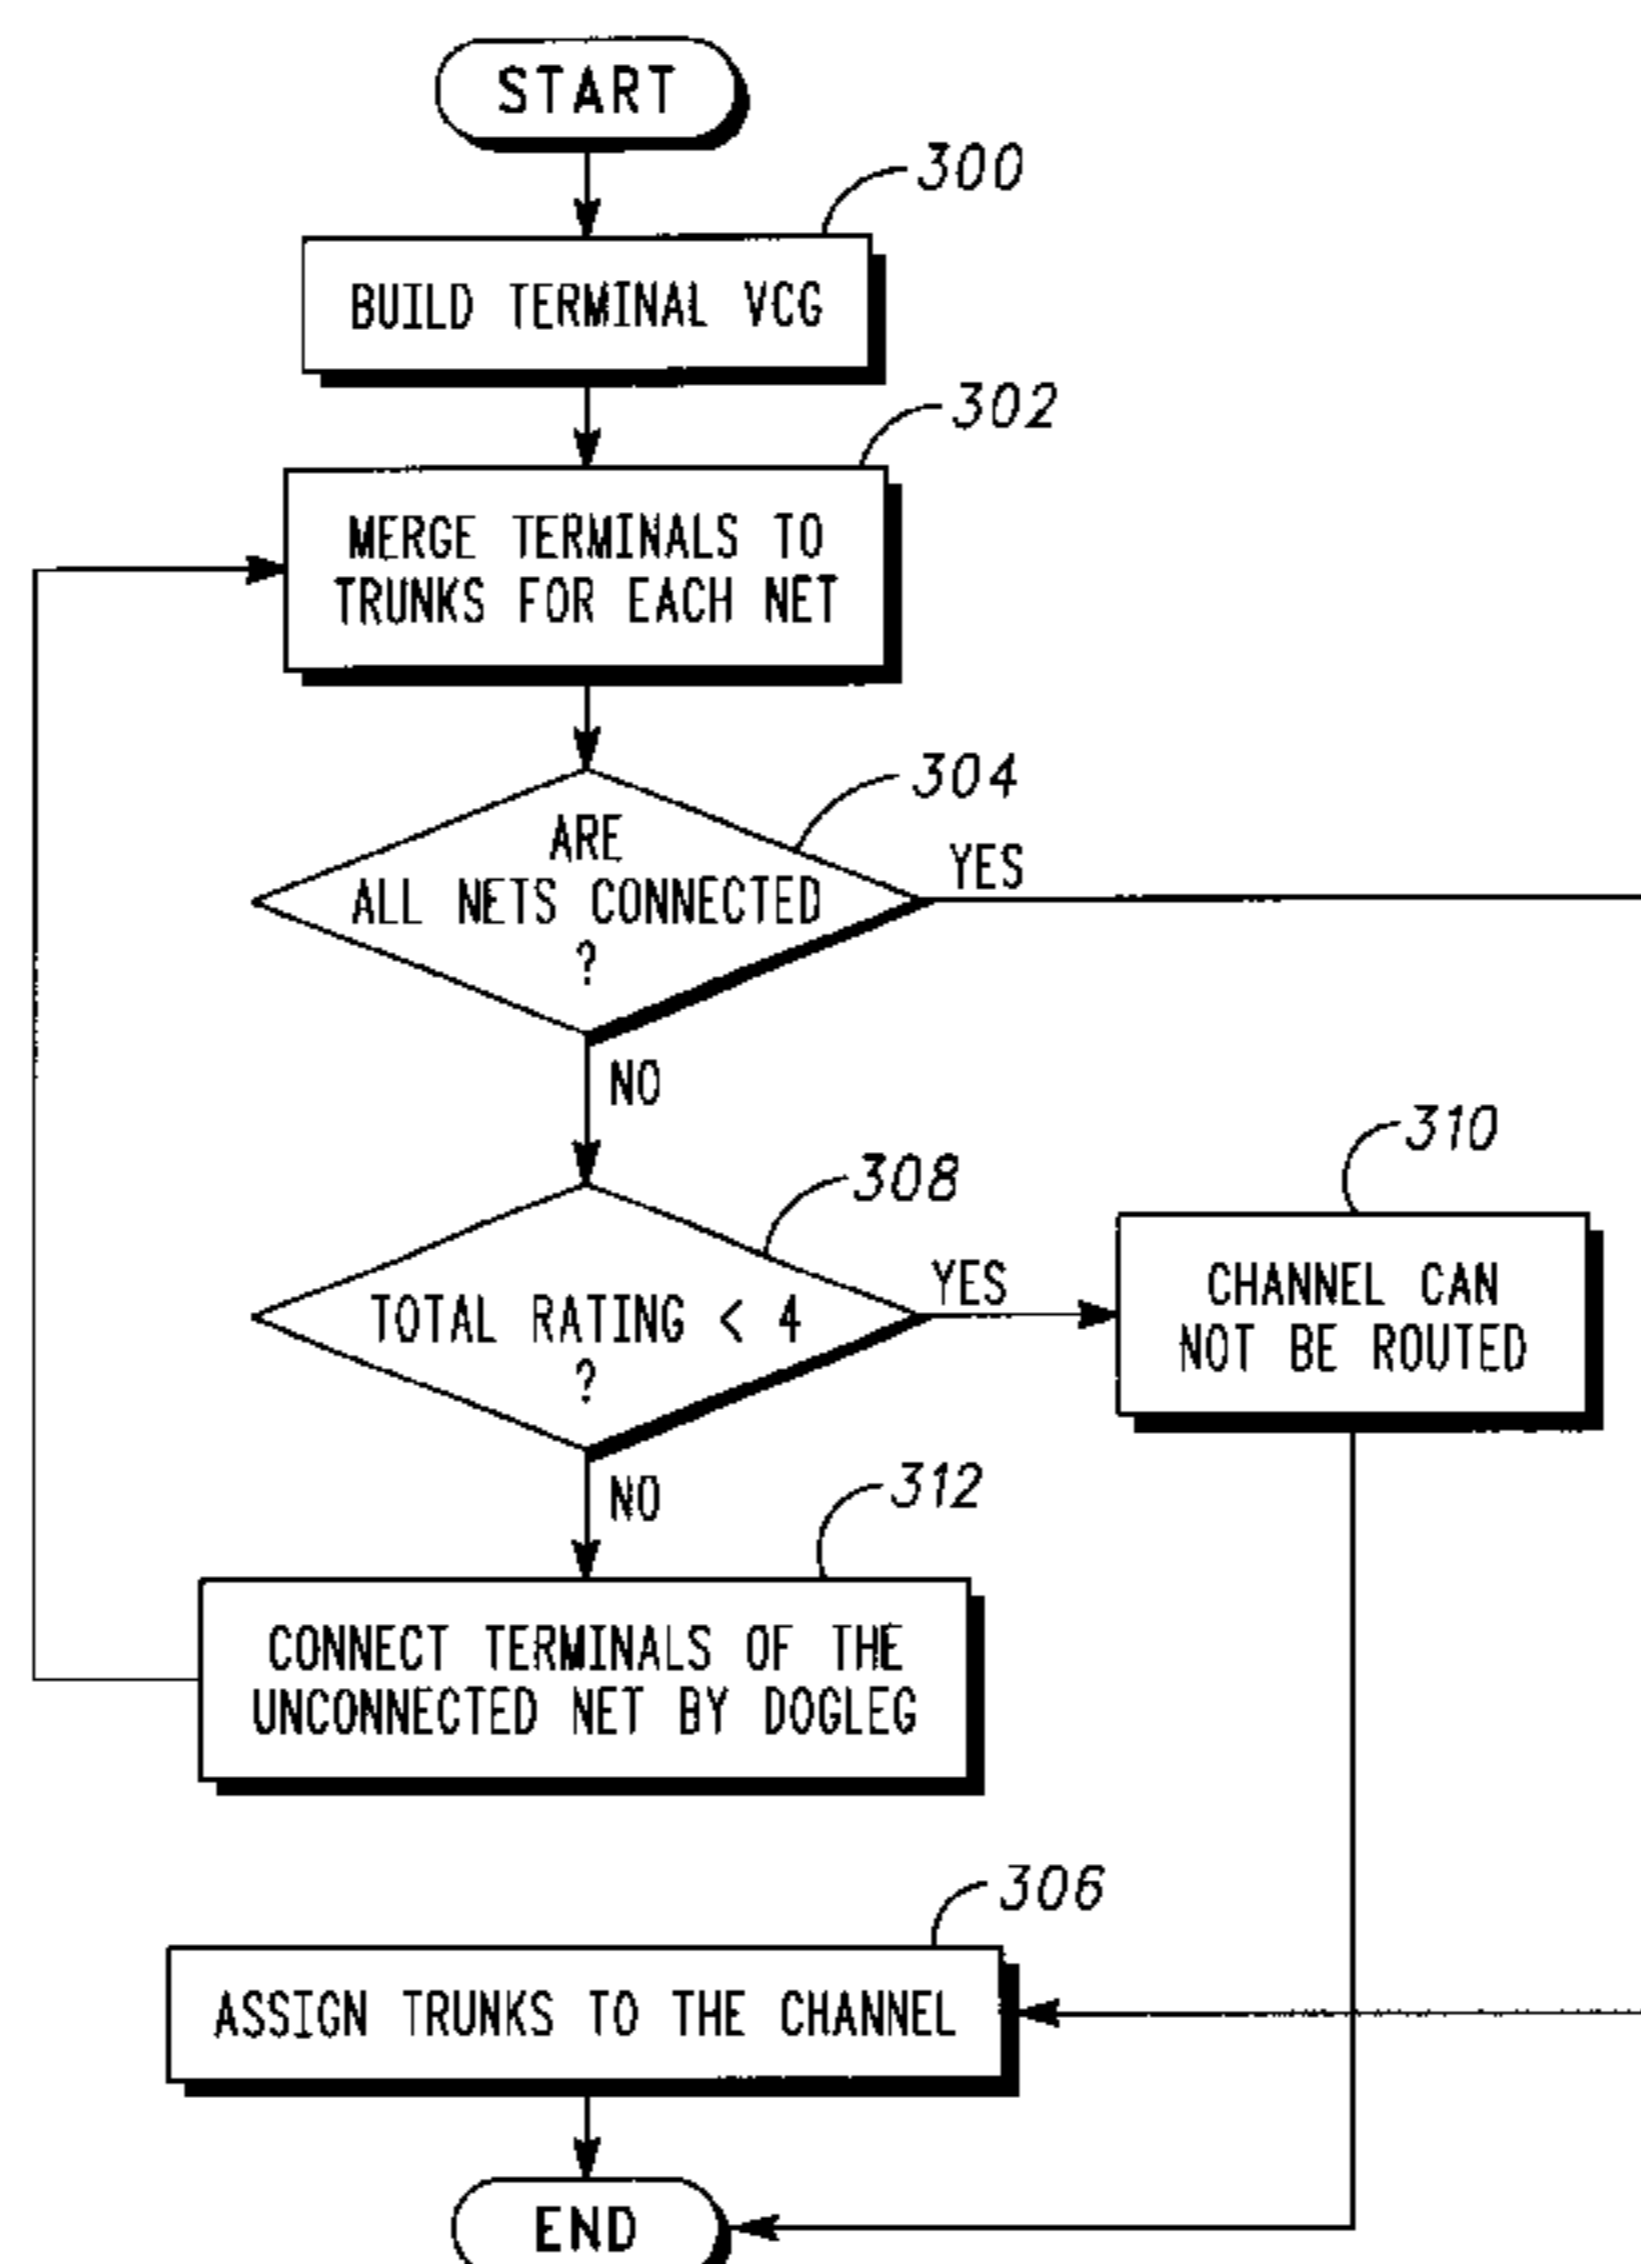 START
300
BUILD TERMINAL VCG
302
MERGE TERMINALS TO
TRUNKS FOR EACH NET
304
ARE
ALL NETS CONNECTED
?
YES
NO
308
TOTAL RATING < 4
?
YES
310
CHANNEL CAN
NOT BE ROUTED
NO
312
CONNECT TERMINALS OF THE
UNCONNECTED NET BY DOGLEG
306
ASSIGN TRUNKS TO THE CHANNEL
END